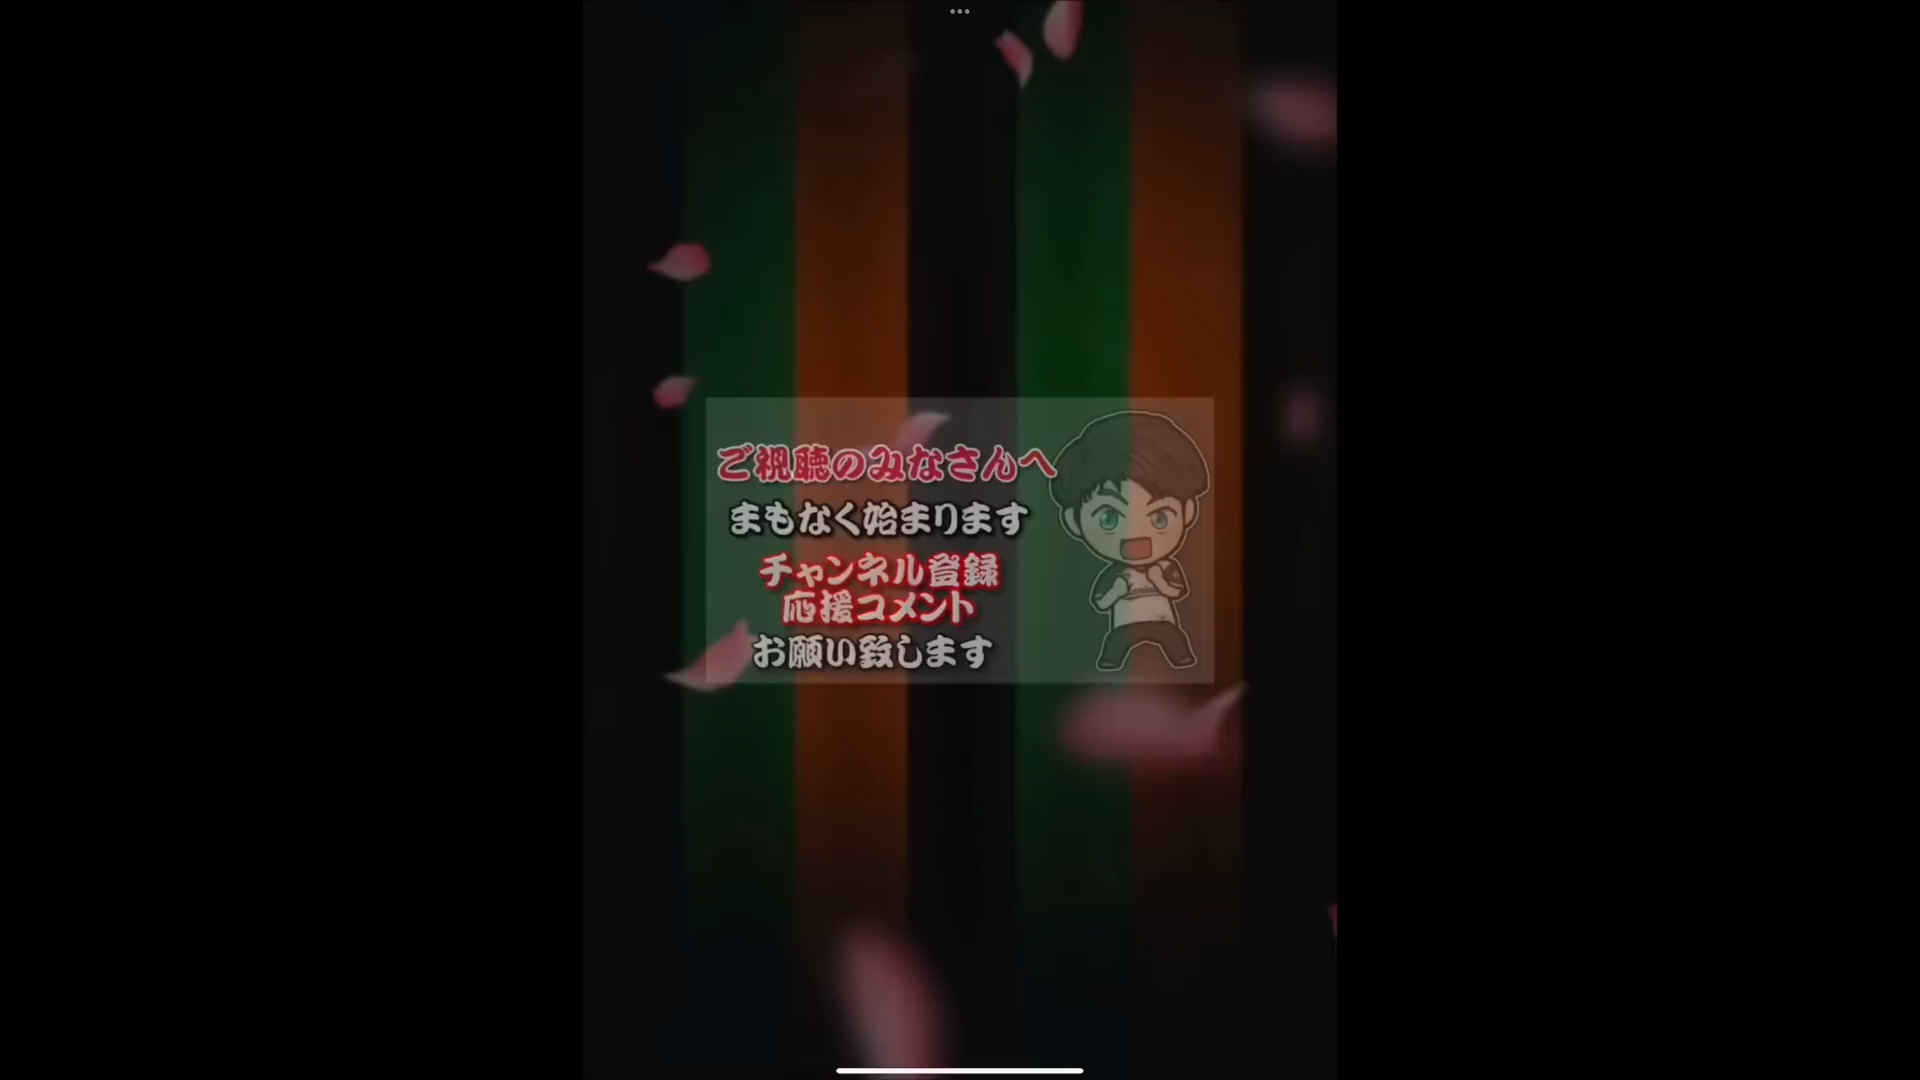 ご視聴のみなさんへ
まもなく始まります
チャンネル登録
応援コメント
お願い致します